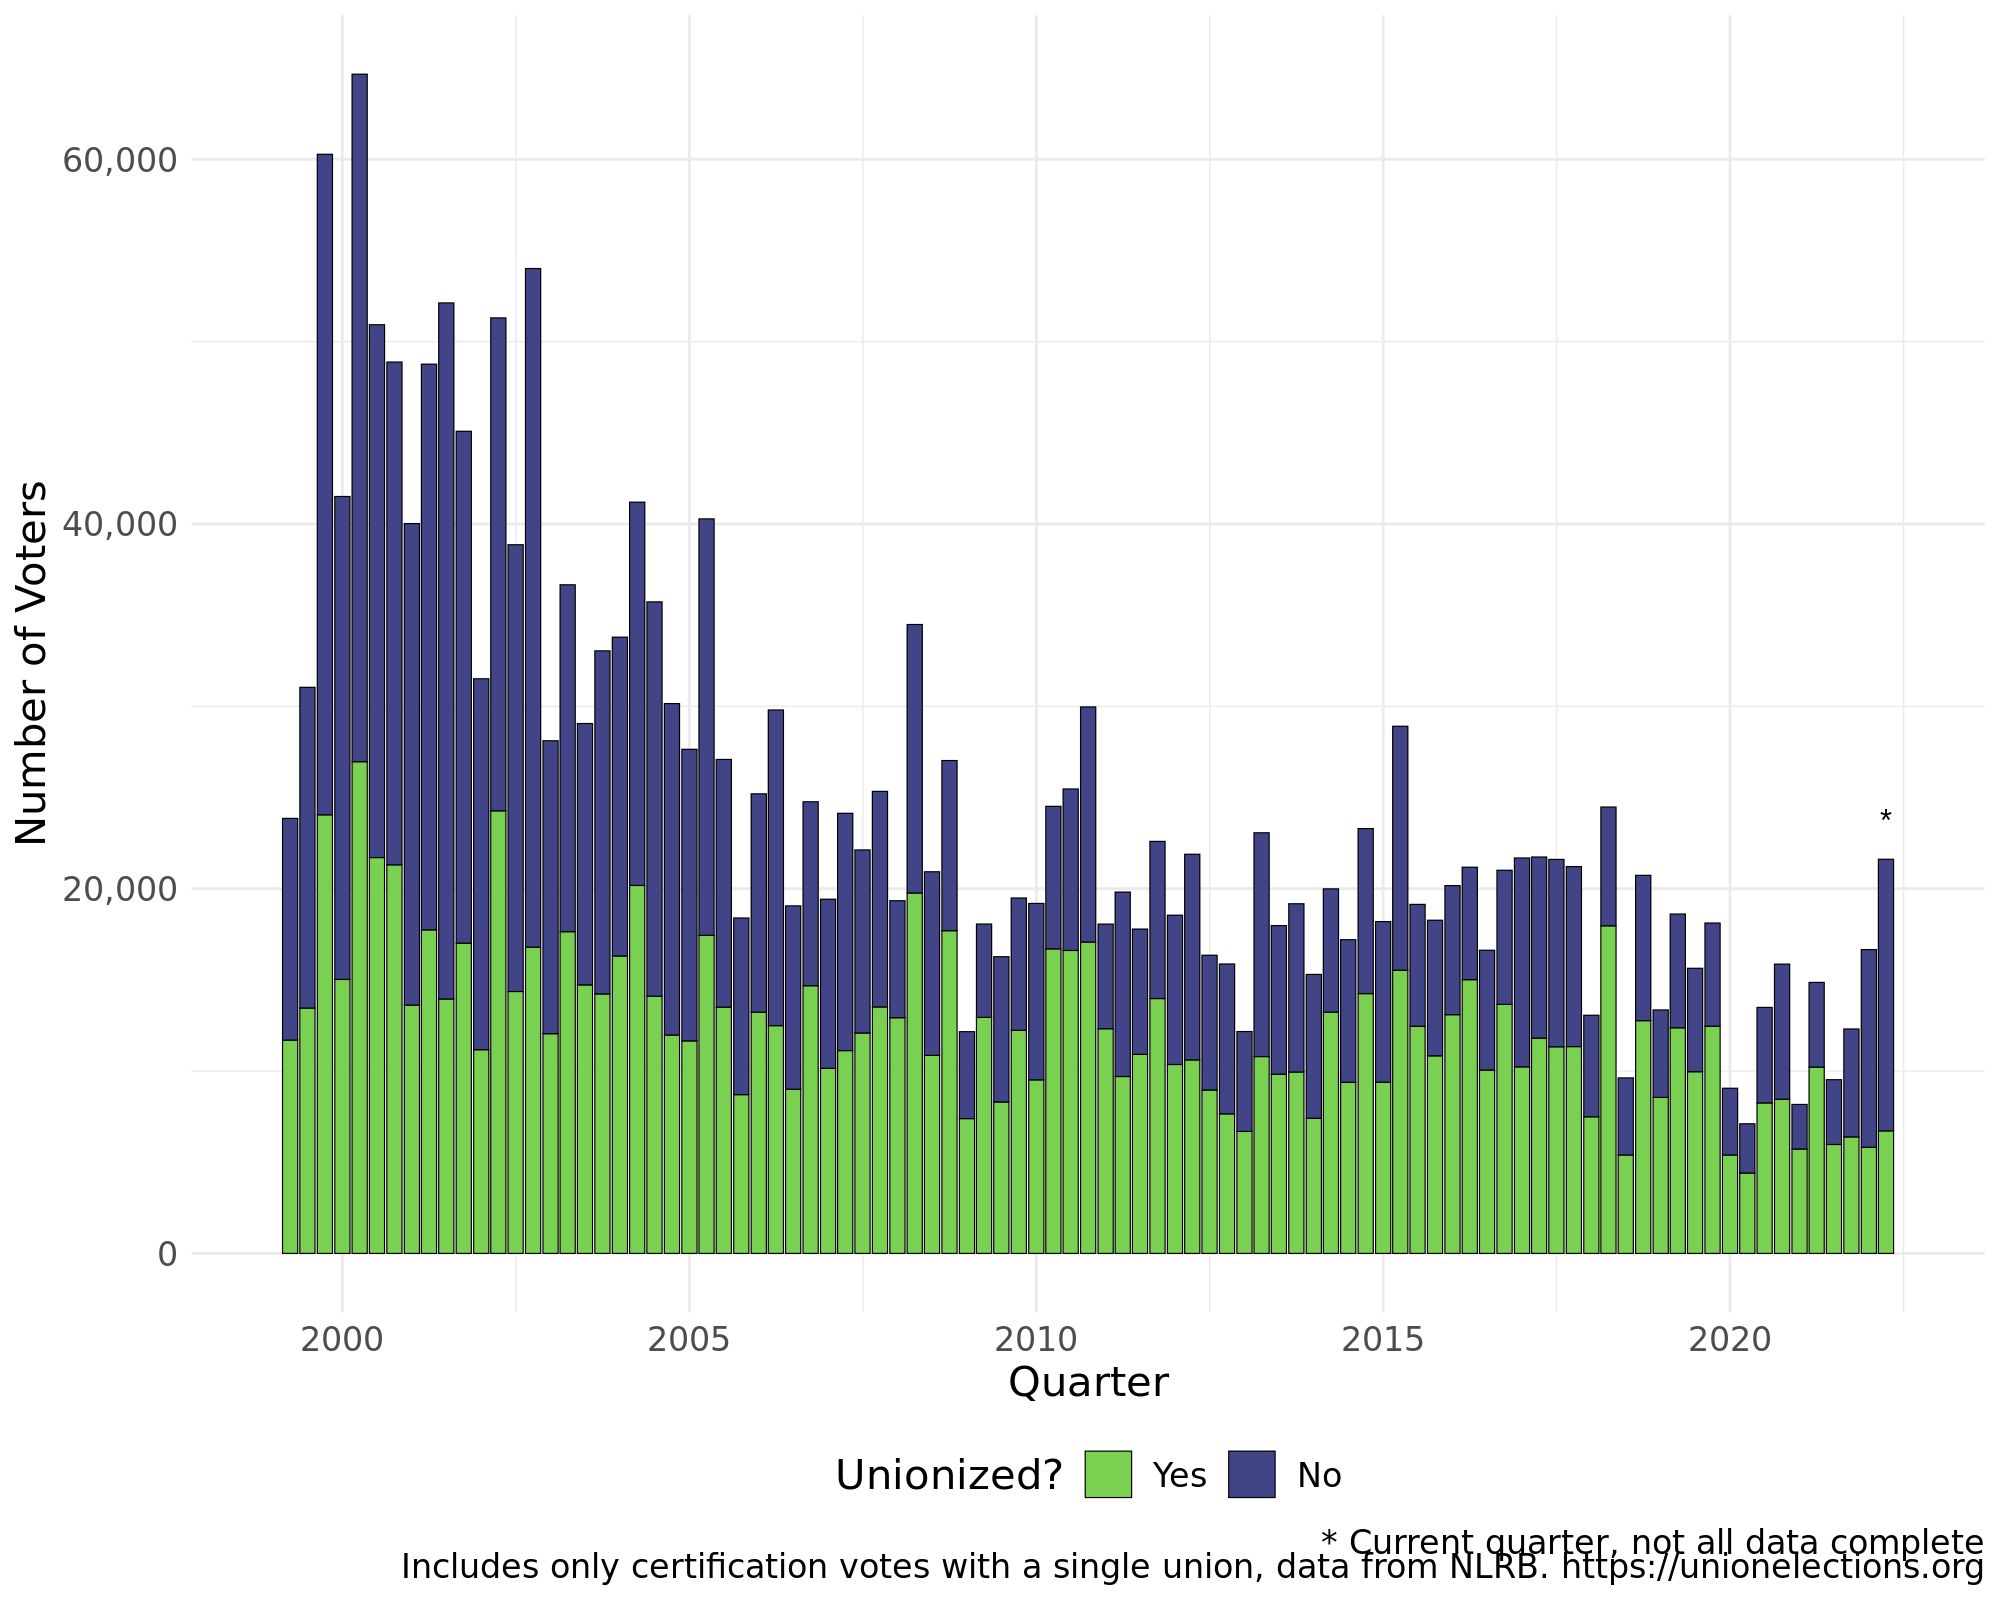 60,000
40,000
20,000
0
Number of Voters
*
2000 2005 2010 2015 2020
Quarter
Unionized? Yes No
* Current quarter, not all data complete
Includes only certification votes with a single union, data from NLRB. https://unionelections.org